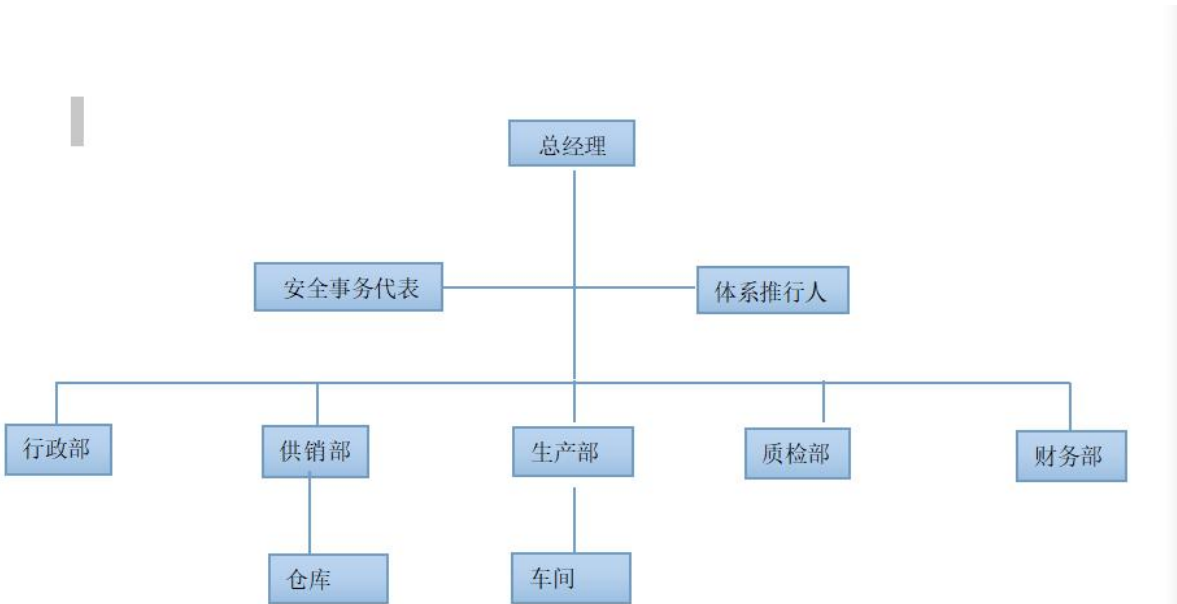 总经理
安全事务代表
体系推行人
行政部
供销部
生产部
质检部
财务部
仓库
车间